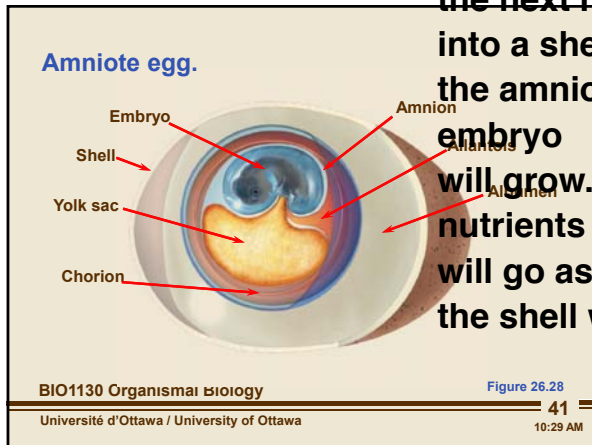 the next
into a she
Amniote egg.
the amnio
Amnion
Embryo
embryo
Allantois
Shell
will grow.
Albumen
Yolk sac
nutrients
will go as
Chorion
the shell w
BIO1130 Organismal Biology
Figure 26.28
41
Université d'Ottawa / University of Ottawa
10:29 AM